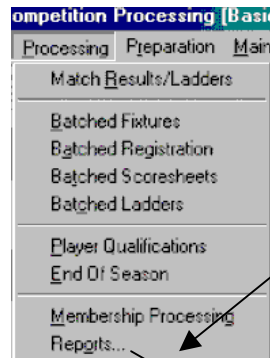 ompetition Processing (Basi
Processing Preparation Main
Match Results/Ladders
Batched Fixtures
Batched Registration
Batched Scoresheets
Batched Ladders
Player Qualifications
End Of Season
Membership Processing
Reports...